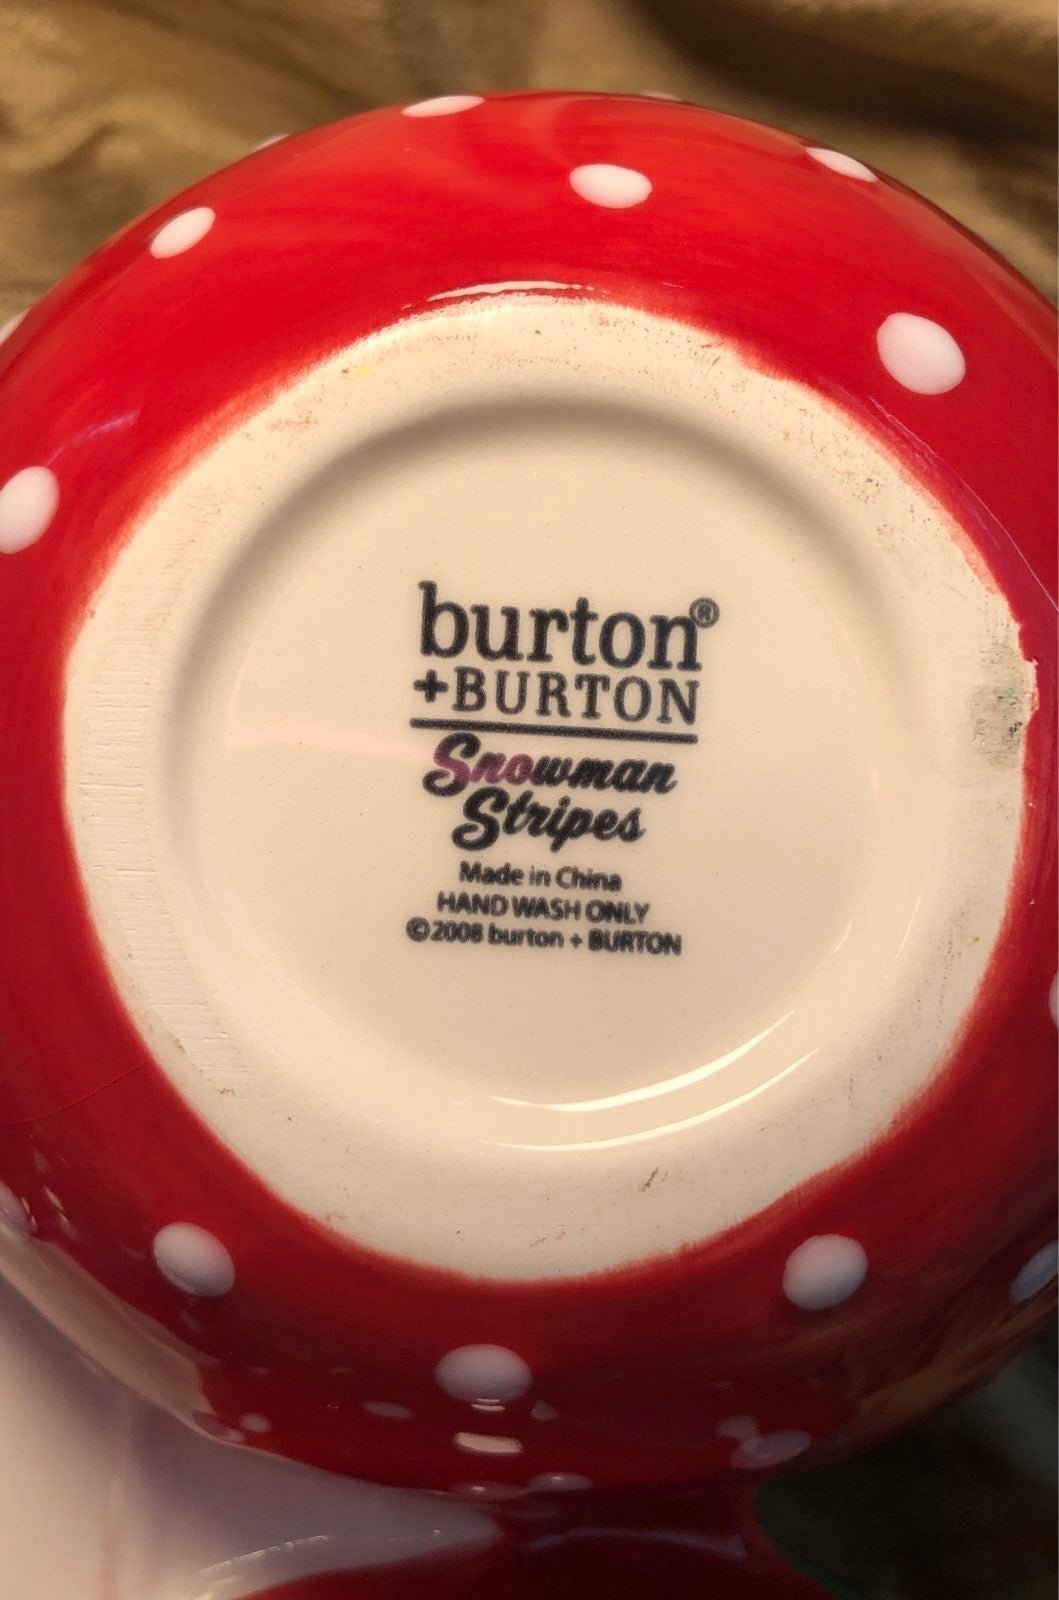 burton®
+BURTON
Snowman
Stripes
Made in China
HAND WASH ONLY
©2008 burton + BURTON